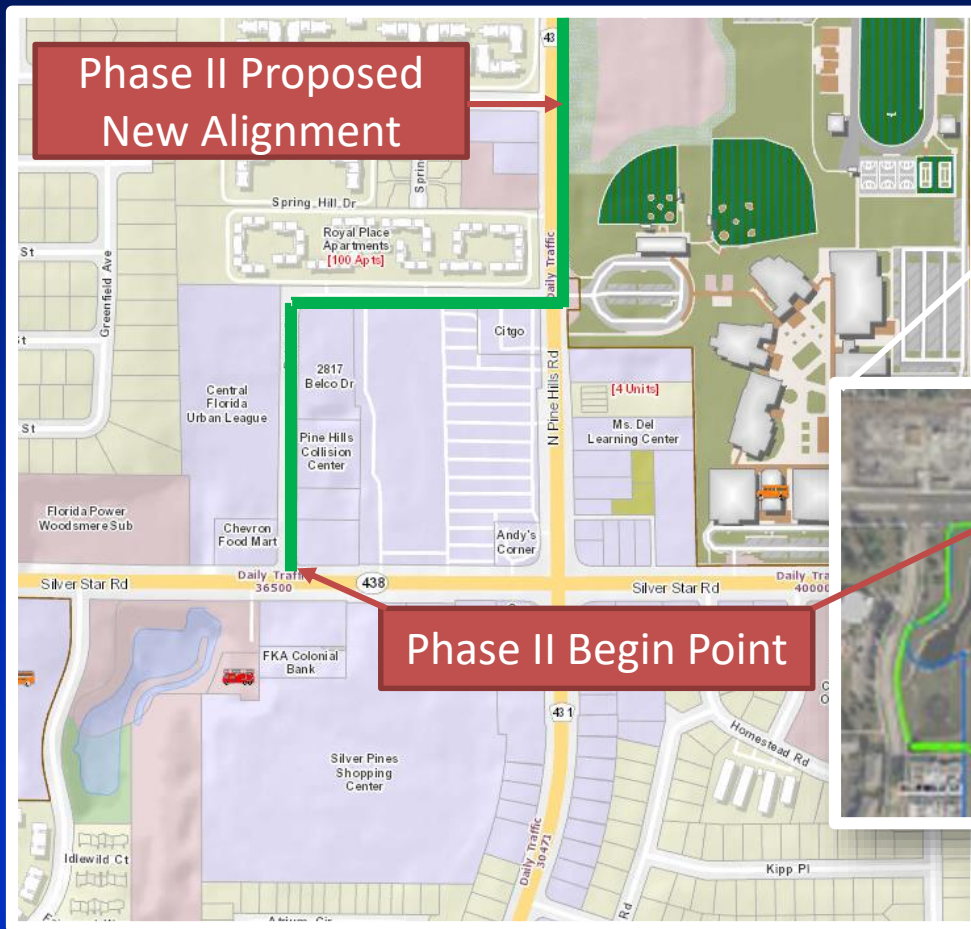 Phase II Proposed
New Alignment
43
Spring_Hill_Dr
Royal Place
Apartments
[100 Apts]
St
Greenfield Ave
Daily Traffic
Citgo
N Pine Hills Rd
2817
Belco Dr
[4 Units]
Central
Florida
Urban League
Ms. Del
Learning Center
St
Pine Hills
Collision
Center
Florida Power
Woodsmere Sub
Chevron
Food Mart
Andy's
Corner
Silver Star Rd
Daily Traffic
36500
438
Silver Star Rd
Daily Tra
40000
Phase II Begin Point
FKA Colonial
Bank
431
Homestead Rd
Silver Pines
Shopping
Center
Daily Traffic
30471
Idlewild Ct
Kipp Pl
Rd